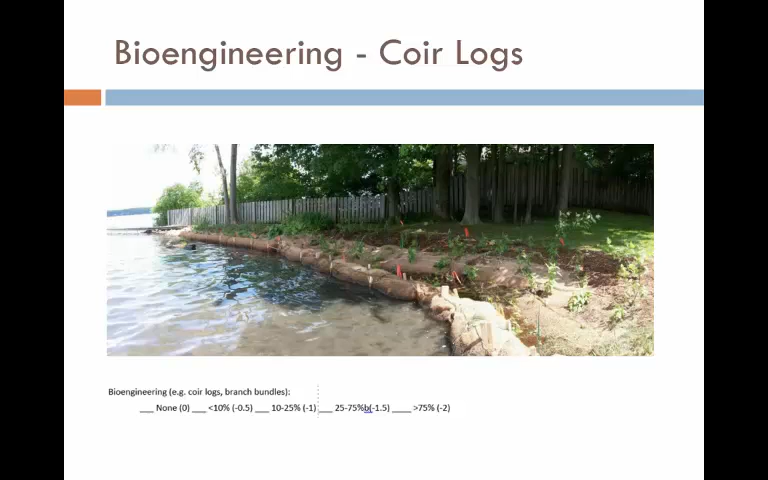 Bioengineering - Coir Logs
Bioengineering (e.g. coir logs, branch bundles):
___ None (0) ___ <10% (-0.5) ___ 10-25% (-1) ___ 25-75%b(-1.5) ____ >75% (-2)